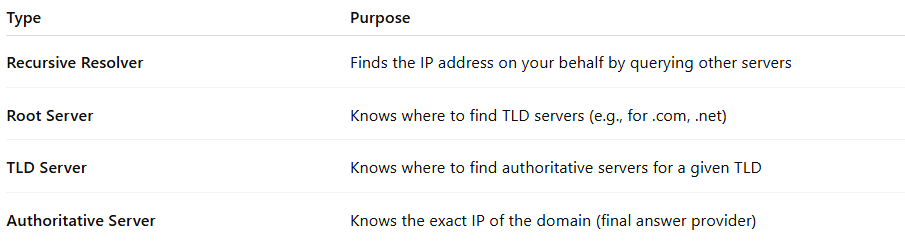 Type Purpose
Recursive Resolver Finds the IP address on your behalf by querying other servers
Root Server Knows where to find TLD servers (e.g., for .com, .net)
TLD Server Knows where to find authoritative servers for a given TLD
Authoritative Server Knows the exact IP of the domain (final answer provider)